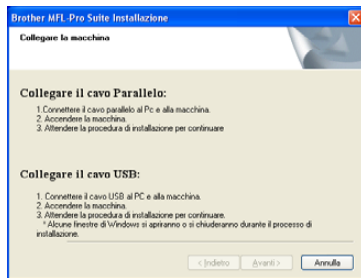 Brother MFL-Pro Suite Installazione
Collegare la macchina
Collegare il cavo Parallelo:
1.Connettere il cavo parallelo al Pc e alla macchina.
2. Accendere la macchina.
3. Attendere la procedura di installazione per continuare
Collegare il cavo USB:
1. Connettere il cavo USB al PC e alla macchina.
2. Accendere la macchina.
3. Attendere la procedura di installazione per continuare.
* Alcune finestre di Windows si apriranno o si chiuderanno durante il processo di
installazione.
< Indietro Avanti > Annulla